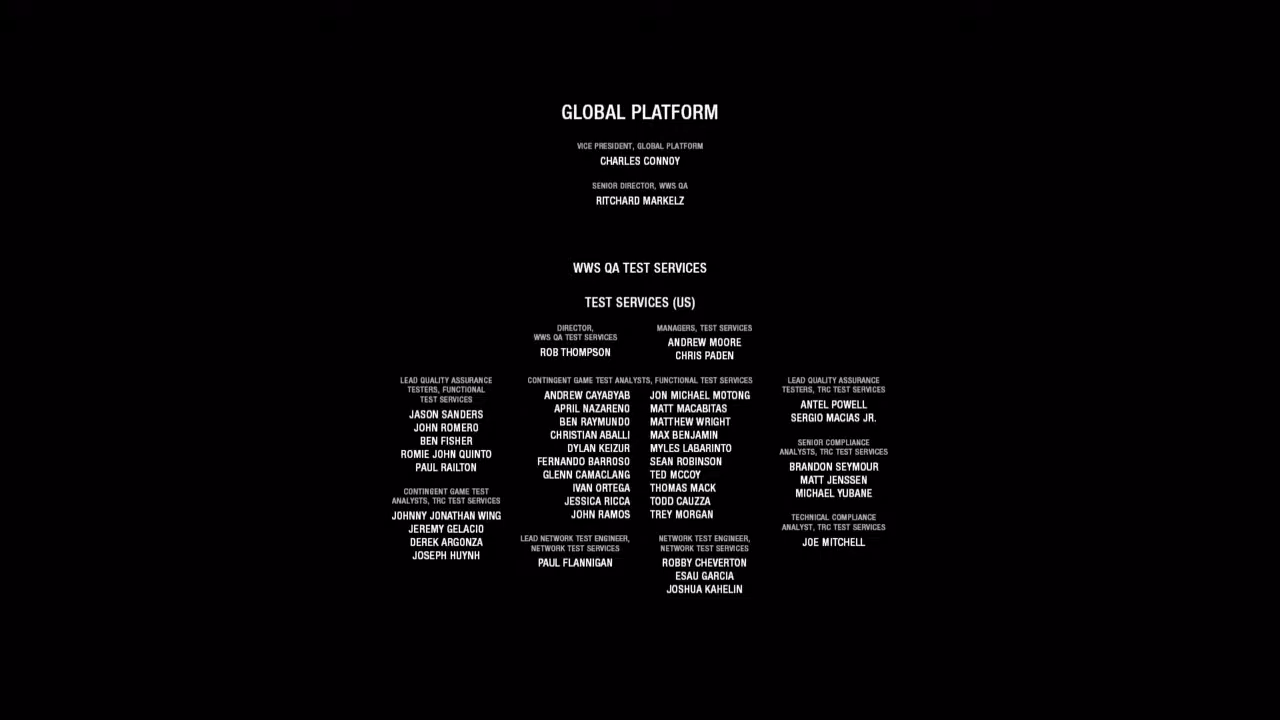 GLOBAL PLATFORM
VICE PRESIDENT, GLOBAL PLATFORM
CHARLES CONNOY
SENIOR DIRECTOR, WWS QA
RITCHARD MARKELZ
WWS QA TEST SERVICES
TEST SERVICES (US)
DIRECTOR,
WWS QA TEST SERVICES
ROB THOMPSON
MANAGERS, TEST SERVICES
ANDREW MOORE
CHRIS PADEN
LEAD QUALITY ASSURANCE
TESTERS, FUNCTIONAL
TEST SERVICES
JASON SANDERS
JOHN ROMERO
BEN FISHER
ROMIE JOHN QUINTO
PAUL RAILTON
CONTINGENT GAME TEST
ANALYSTS, TRC TEST SERVICES
JOHNNY JONATHAN WING
JEREMY GELACIO
DEREK ARGONZA
JOSEPH HUYNH
CONTINGENT GAME TEST ANALYSTS, FUNCTIONAL TEST SERVICES
ANDREW CAYABYAB
APRIL NAZARENO
BEN RAYMUNDO
CHRISTIAN ABALLI
DYLAN KEIZUR
FERNANDO BARROSO
GLENN CAMACLANG
IVAN ORTEGA
JESSICA RICCA
JOHN RAMOS
JON MICHAEL MOTONG
MATT MACABITAS
MATTHEW WRIGHT
MAX BENJAMIN
MYLES LABARINTO
SEAN ROBINSON
TED MCCOY
THOMAS MACK
TODD CAUZZA
TREY MORGAN
LEAD NETWORK TEST ENGINEER,
NETWORK TEST SERVICES
PAUL FLANNIGAN
NETWORK TEST ENGINEER,
NETWORK TEST SERVICES
ROBBY CHEVERTON
ESAU GARCIA
JOSHUA KAHELIN
LEAD QUALITY ASSURANCE
TESTERS, TRC TEST SERVICES
ANTEL POWELL
SERGIO MACIAS JR.
SENIOR COMPLIANCE
ANALYSTS, TRC TEST SERVICES
BRANDON SEYMOUR
MATT JENSSEN
MICHAEL YUBANE
TECHNICAL COMPLIANCE
ANALYST, TRC TEST SERVICES
JOE MITCHELL